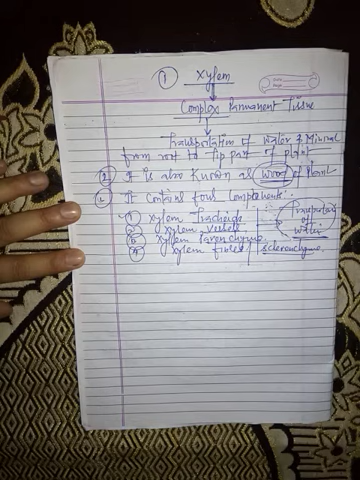 ① Xylem
Complex Permanent Tissue
Transportation of Water & Mineral
from root to Tip part of plant
② It is also known as wood of Plant
2 It contains four Components:
① Xylem Tracheids
② Xylem vessels
③ Xylem Parenchyma
Transportation
of
water
④ Xylem fibres sclerenchyma